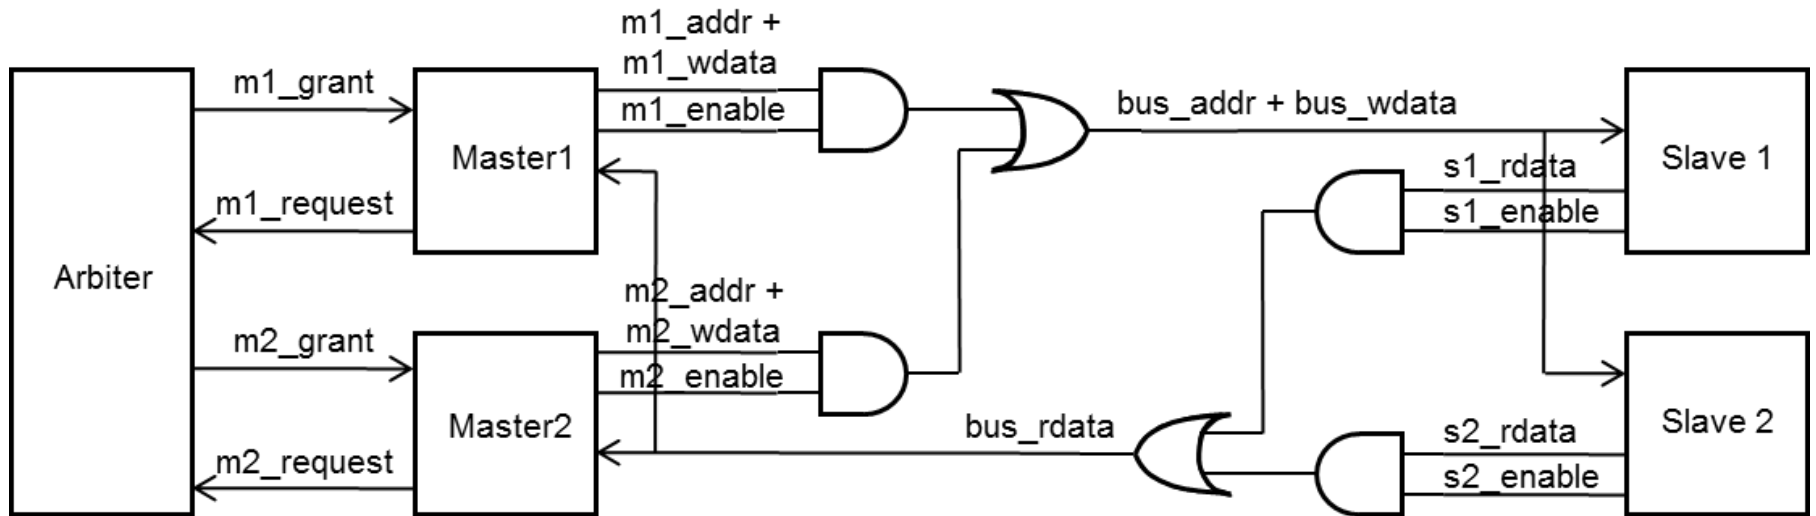 Arbiter
m1_grant
m1_request
m2_grant
m2_request
Master1
Master2
m1_addr +
m1_wdata
m1_enable
m2_addr +
m2_wdata
m2_enable
bus_addr + bus_wdata
bus_rdata
s1_rdata
s1_enable
s2_rdata
s2_enable
Slave 1
Slave 2